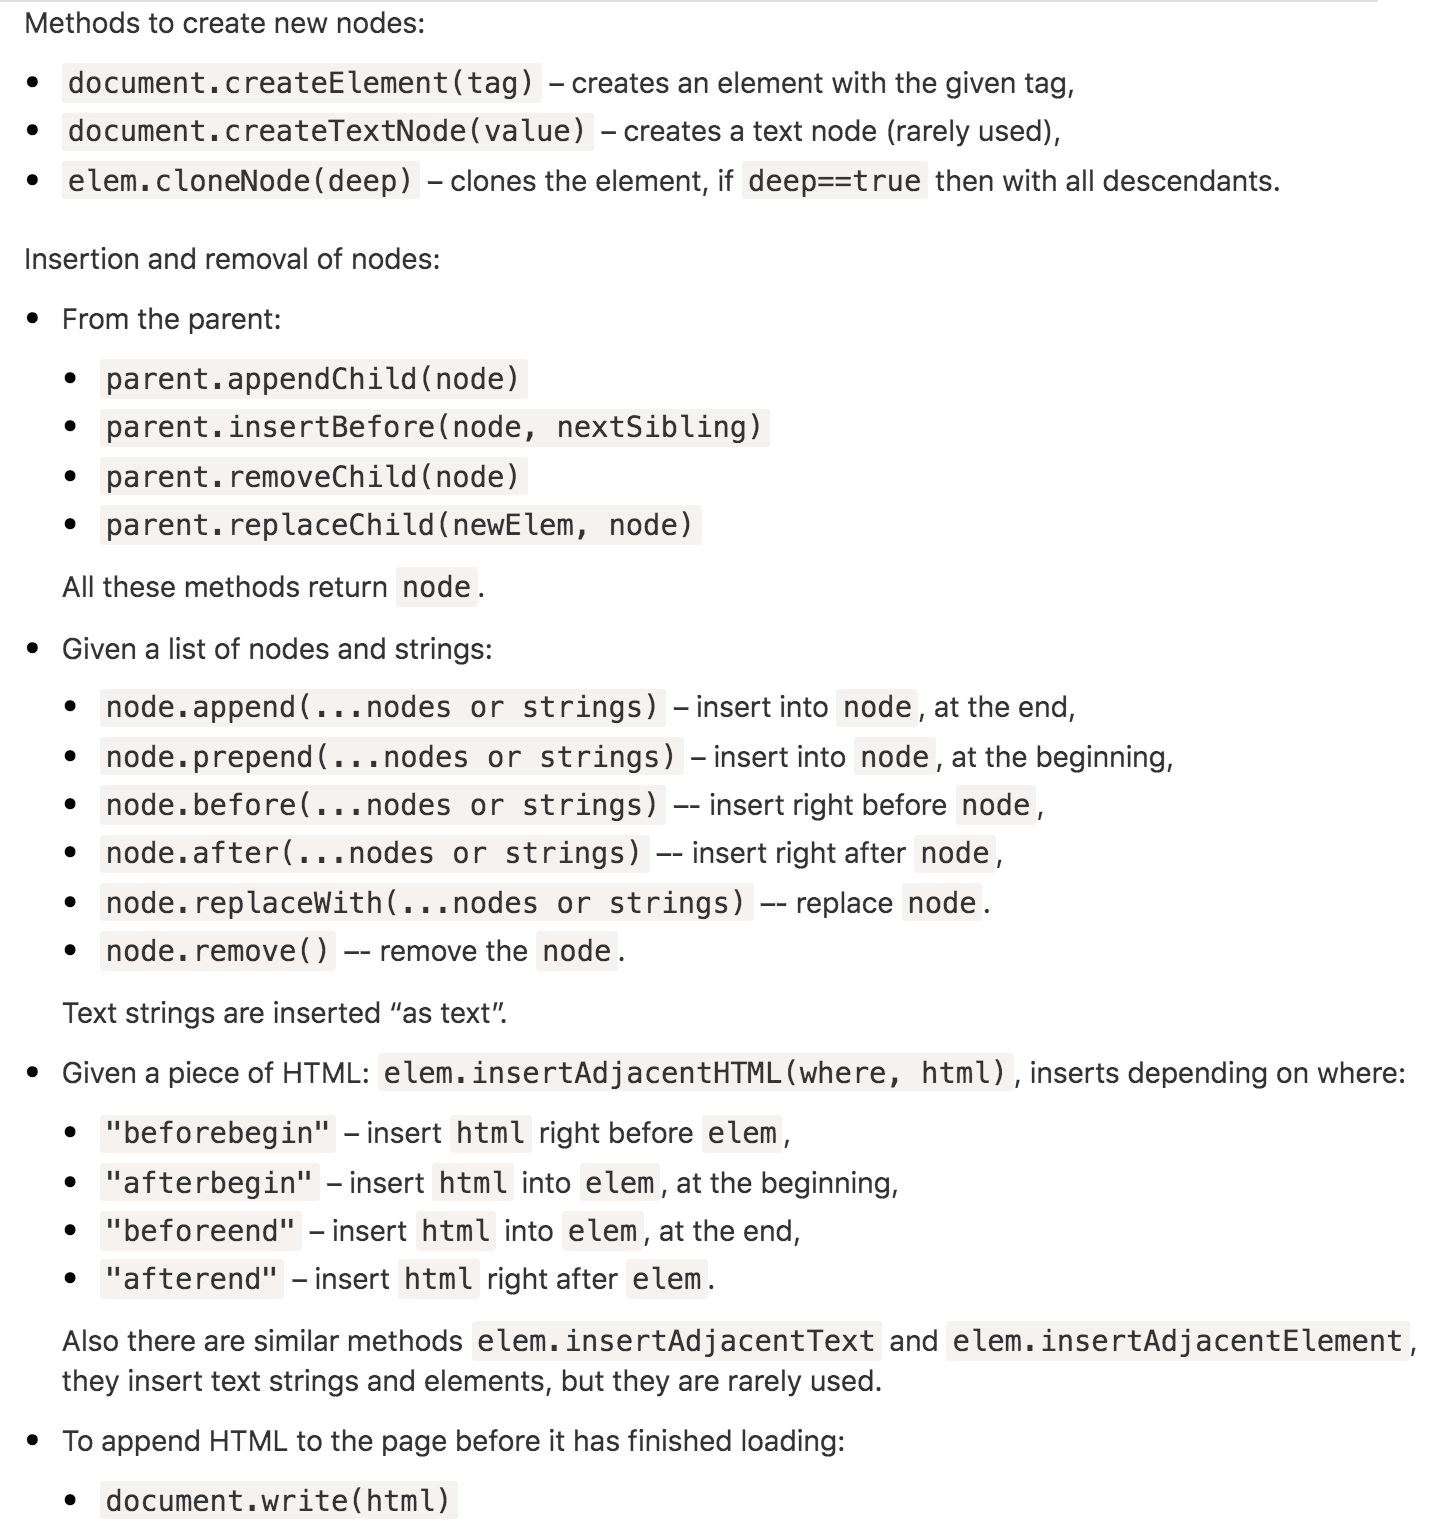 Methods to create new nodes:
• document.createElement(tag) – creates an element with the given tag,
• document.createTextNode(value) – creates a text node (rarely used),
• elem.cloneNode(deep) – clones the element, if deep==true then with all descendants.
Insertion and removal of nodes:
• From the parent:
• parent.appendChild(node)
• parent.insertBefore(node, nextSibling)
• parent.removeChild(node)
• parent.replaceChild(newElem, node)
All these methods return node.
• Given a list of nodes and strings:
• node.append(...nodes or strings) – insert into node, at the end,
• node.prepend(...nodes or strings) – insert into node, at the beginning,
• node.before(...nodes or strings) –- insert right before node,
• node.after(...nodes or strings) –- insert right after node,
• node.replaceWith(...nodes or strings) –- replace node.
• node.remove() –- remove the node.
Text strings are inserted “as text”.
• Given a piece of HTML: elem.insertAdjacentHTML(where, html), inserts depending on where:
• "beforebegin" – insert html right before elem,
• "afterbegin" – insert html into elem, at the beginning,
• "beforeend" – insert html into elem, at the end,
• "afterend" – insert html right after elem.
Also there are similar methods elem.insertAdjacentText and elem.insertAdjacentElement,
they insert text strings and elements, but they are rarely used.
• To append HTML to the page before it has finished loading:
• document.write(html)